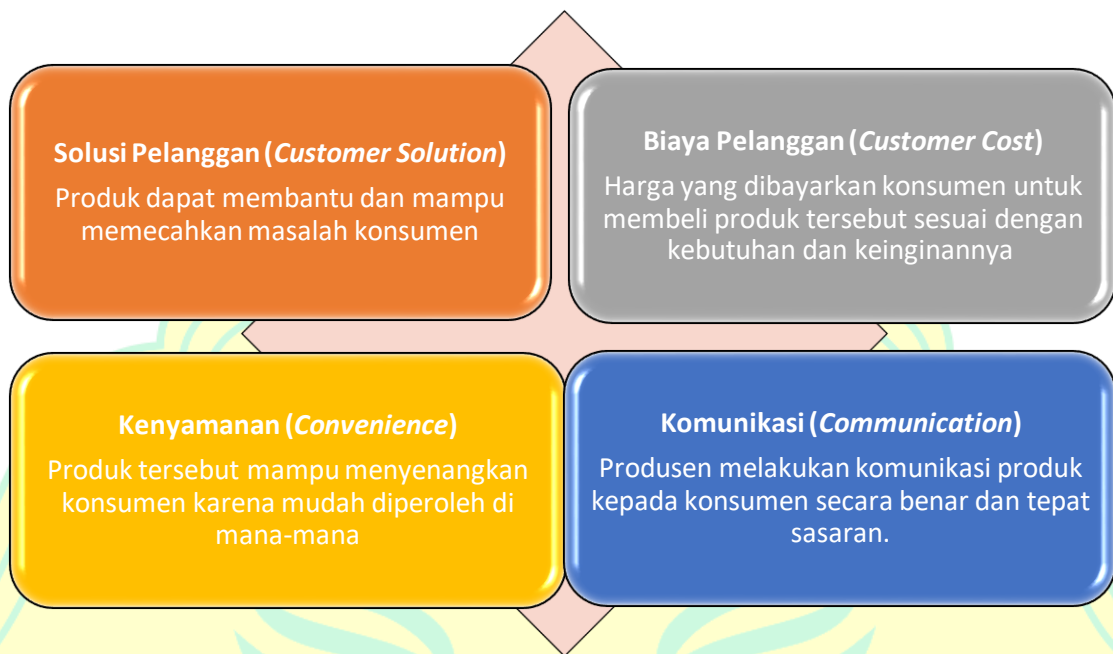 Solusi Pelanggan (Customer Solution)
Produk dapat membantu dan mampu
memecahkan masalah konsumen
Biaya Pelanggan (Customer Cost)
Harga yang dibayarkan konsumen untuk
membeli produk tersebut sesuai dengan
kebutuhan dan keinginannya
Kenyamanan (Convenience)
Produk tersebut mampu menyenangkan
konsumen karena mudah diperoleh di
mana-mana
Komunikasi (Communication)
Produsen melakukan komunikasi produk
kepada konsumen secara benar dan tepat
sasaran.